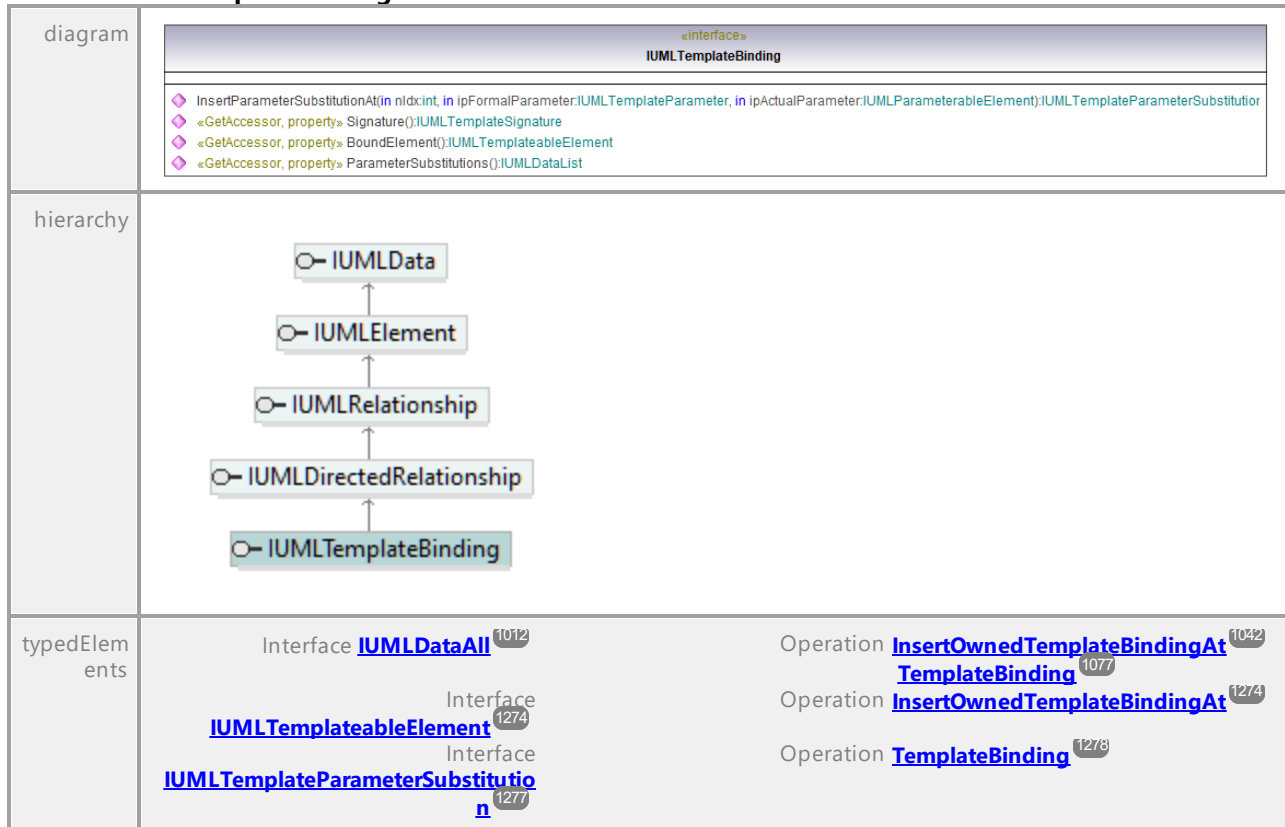 diagram
«interface»
IUMLTemplateBinding
InsertParameterSubstitutionAt(in nIdx:int, in ipFormalParameter:IUMLTemplateParameter, in ipActualParameter:IUMLParameterableElement):IUMLTemplateParameterSubstitution
«GetAccessor, property» Signature():IUMLTemplateSignature
«GetAccessor, property» BoundElement():IUMLTemplateableElement
«GetAccessor, property» ParameterSubstitutions():IUMLDataList
hierarchy
IUMLData
IUMLElement
IUMLRelationship
IUMLDirectedRelationship
IUMLTemplateBinding
typedElem
ents
Interface IUMLDataAll 1012
Operation InsertOwnedTemplateBindingAt 1042
TemplateBinding 1077
Interface
IUMLTemplateableElement 1274
Operation InsertOwnedTemplateBindingAt 1274
Interface
IUMLTemplateParameterSubstitutio
n 1277
Operation TemplateBinding 1278